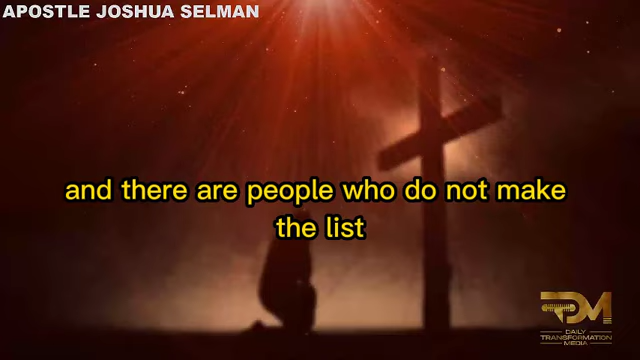 APOSTLE JOSHUA SELMAN
and there are people who do not make
the list
DAILY
TRANSFORMATION
MEDIA